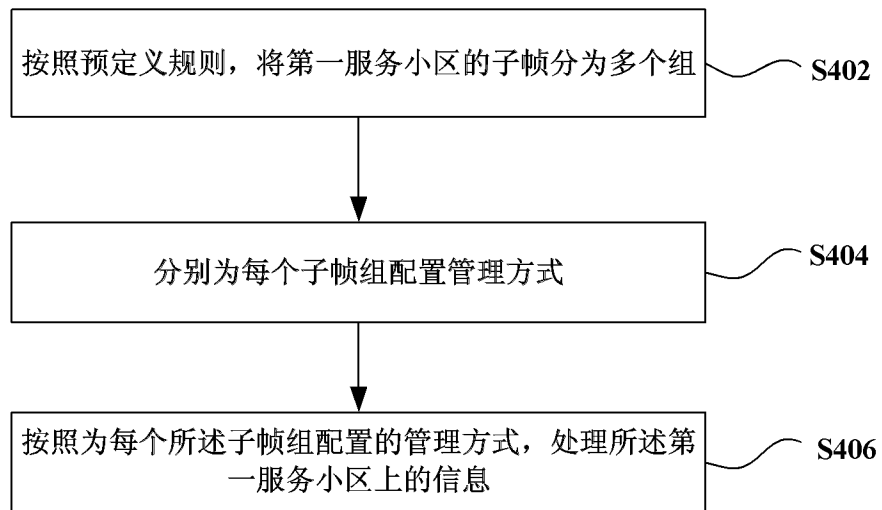 按照预定义规则，将第一服务小区的子帧分为多个组
S402
分别为每个子帧组配置管理方式
S404
按照为每个所述子帧组配置的管理方式，处理所述第
一服务小区上的信息
S406